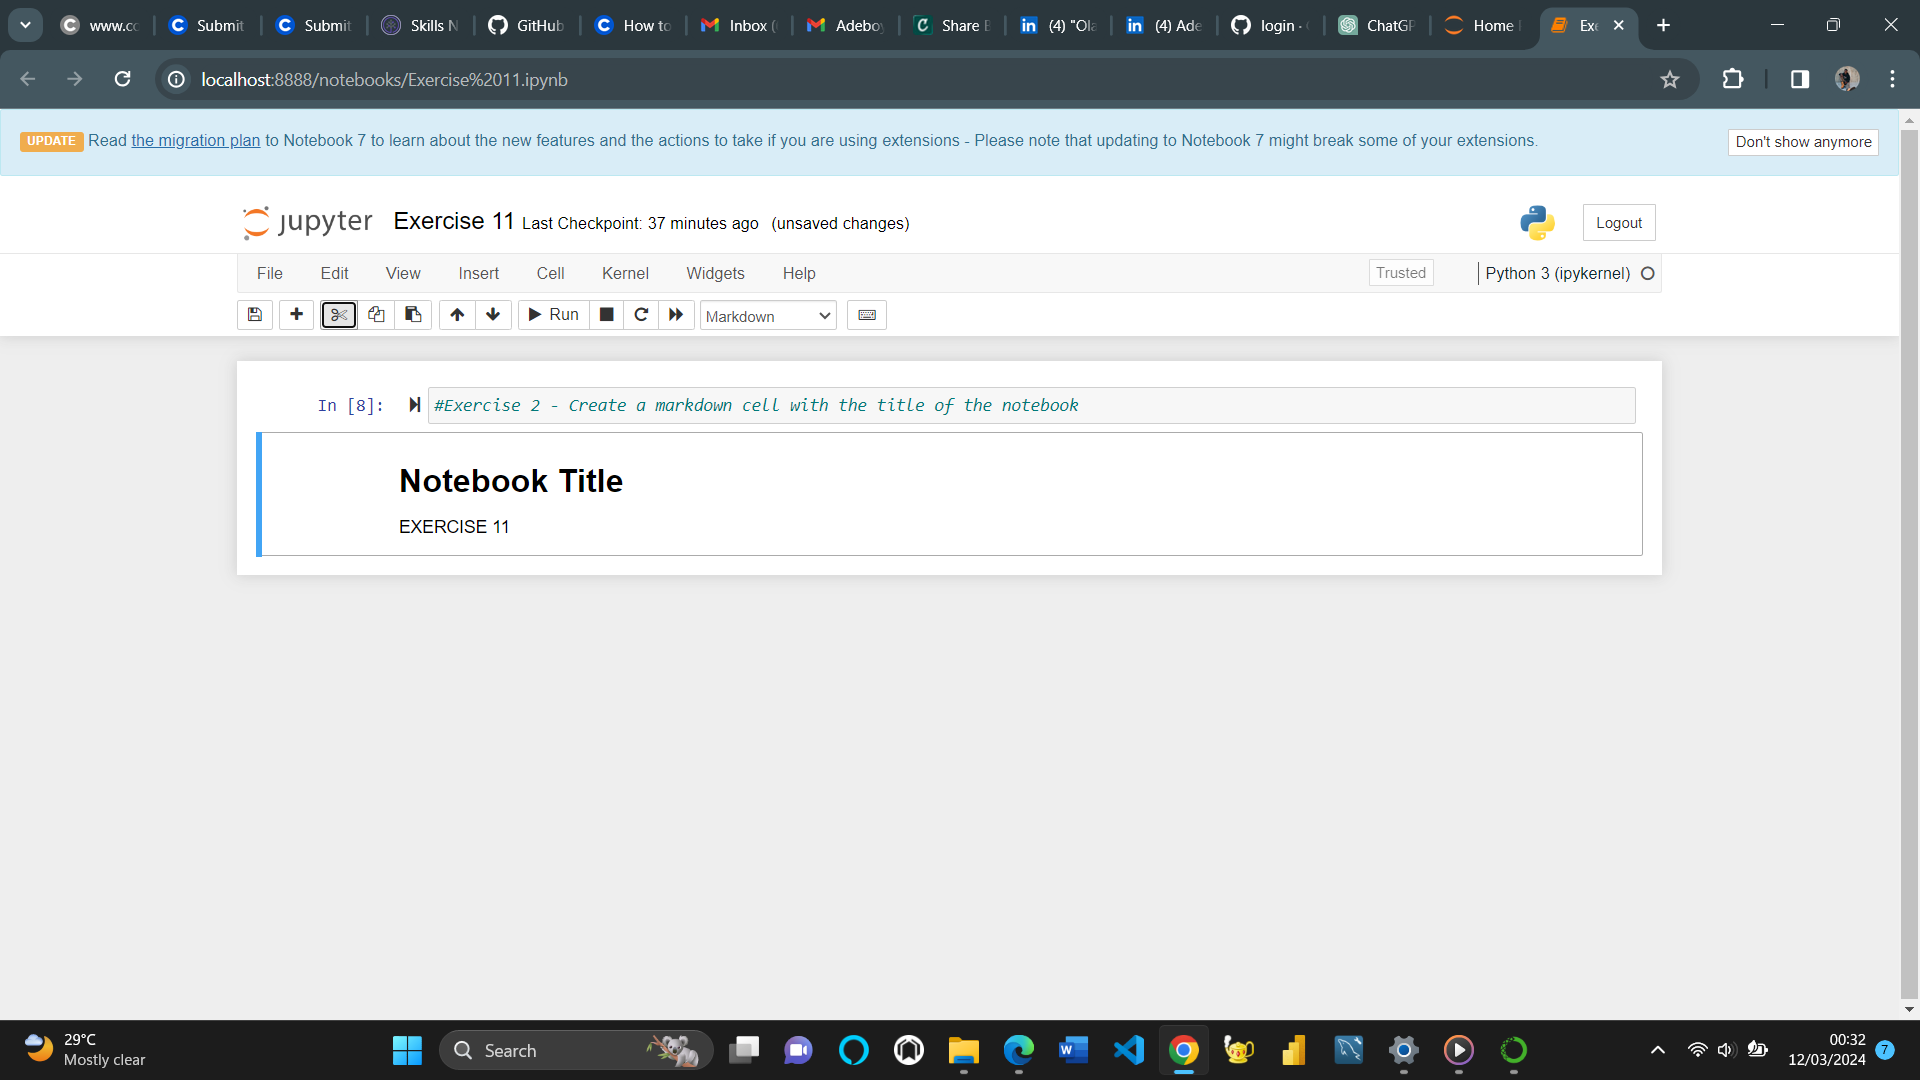 www.co
Submit
Submit
Skills N
GitHub
How to
Inbox (
Adeboy
Share E
(4) "Ola
(4) Ade
login ·
ChatGP
Home
Exe
localhost:8888/notebooks/Exercise%2011.ipynb
UPDATE Read the migration plan to Notebook 7 to learn about the new features and the actions to take if you are using extensions - Please note that updating to Notebook 7 might break some of your extensions.
Don't show anymore
jupyter Exercise 11 Last Checkpoint: 37 minutes ago (unsaved changes)
Logout
File Edit View Insert Cell Kernel Widgets Help
Trusted
Python 3 (ipykernel)
Run
Markdown
In [8]: #Exercise 2 - Create a markdown cell with the title of the notebook
Notebook Title
EXERCISE 11
29°C
Mostly clear
Search
00:32
12/03/2024
7